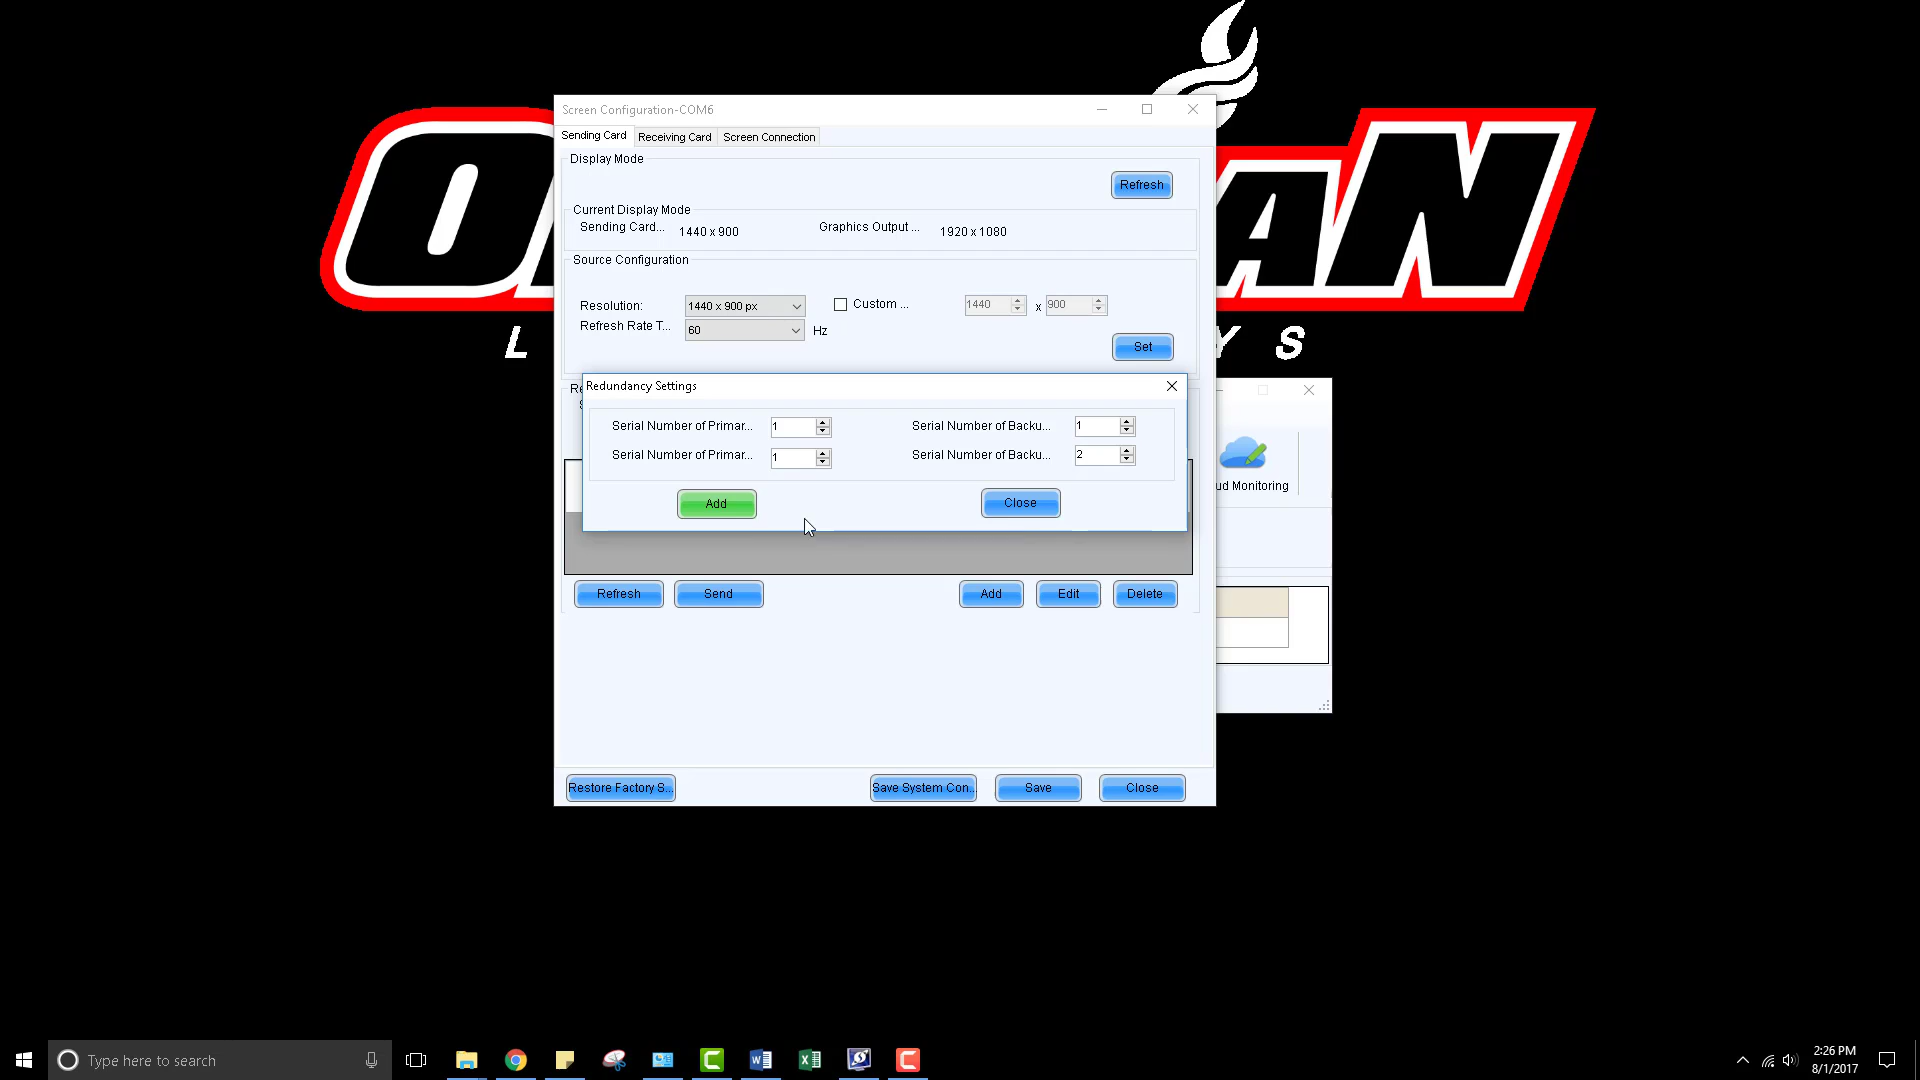 Screen Configuration-COM6
Sending Card
Receiving Card
Screen Connection
Display Mode
Refresh
Current Display Mode
Sending Card...
1440 x 900
Graphics Output ...
1920 x 1080
Source Configuration
Resolution:
1440 x 900 px
Custom ...
1440
x
900
Refresh Rate T...
60
Hz
Set
Re
Redundancy Settings
Serial Number of Primar...
1
Serial Number of Backu...
1
Serial Number of Primar...
1
Serial Number of Backu...
2
Add
Close
ud Monitoring
Refresh
Send
Add
Edit
Delete
Restore Factory S...
Save System Con...
Save
Close
Type here to search
2:26 PM
8/1/2017